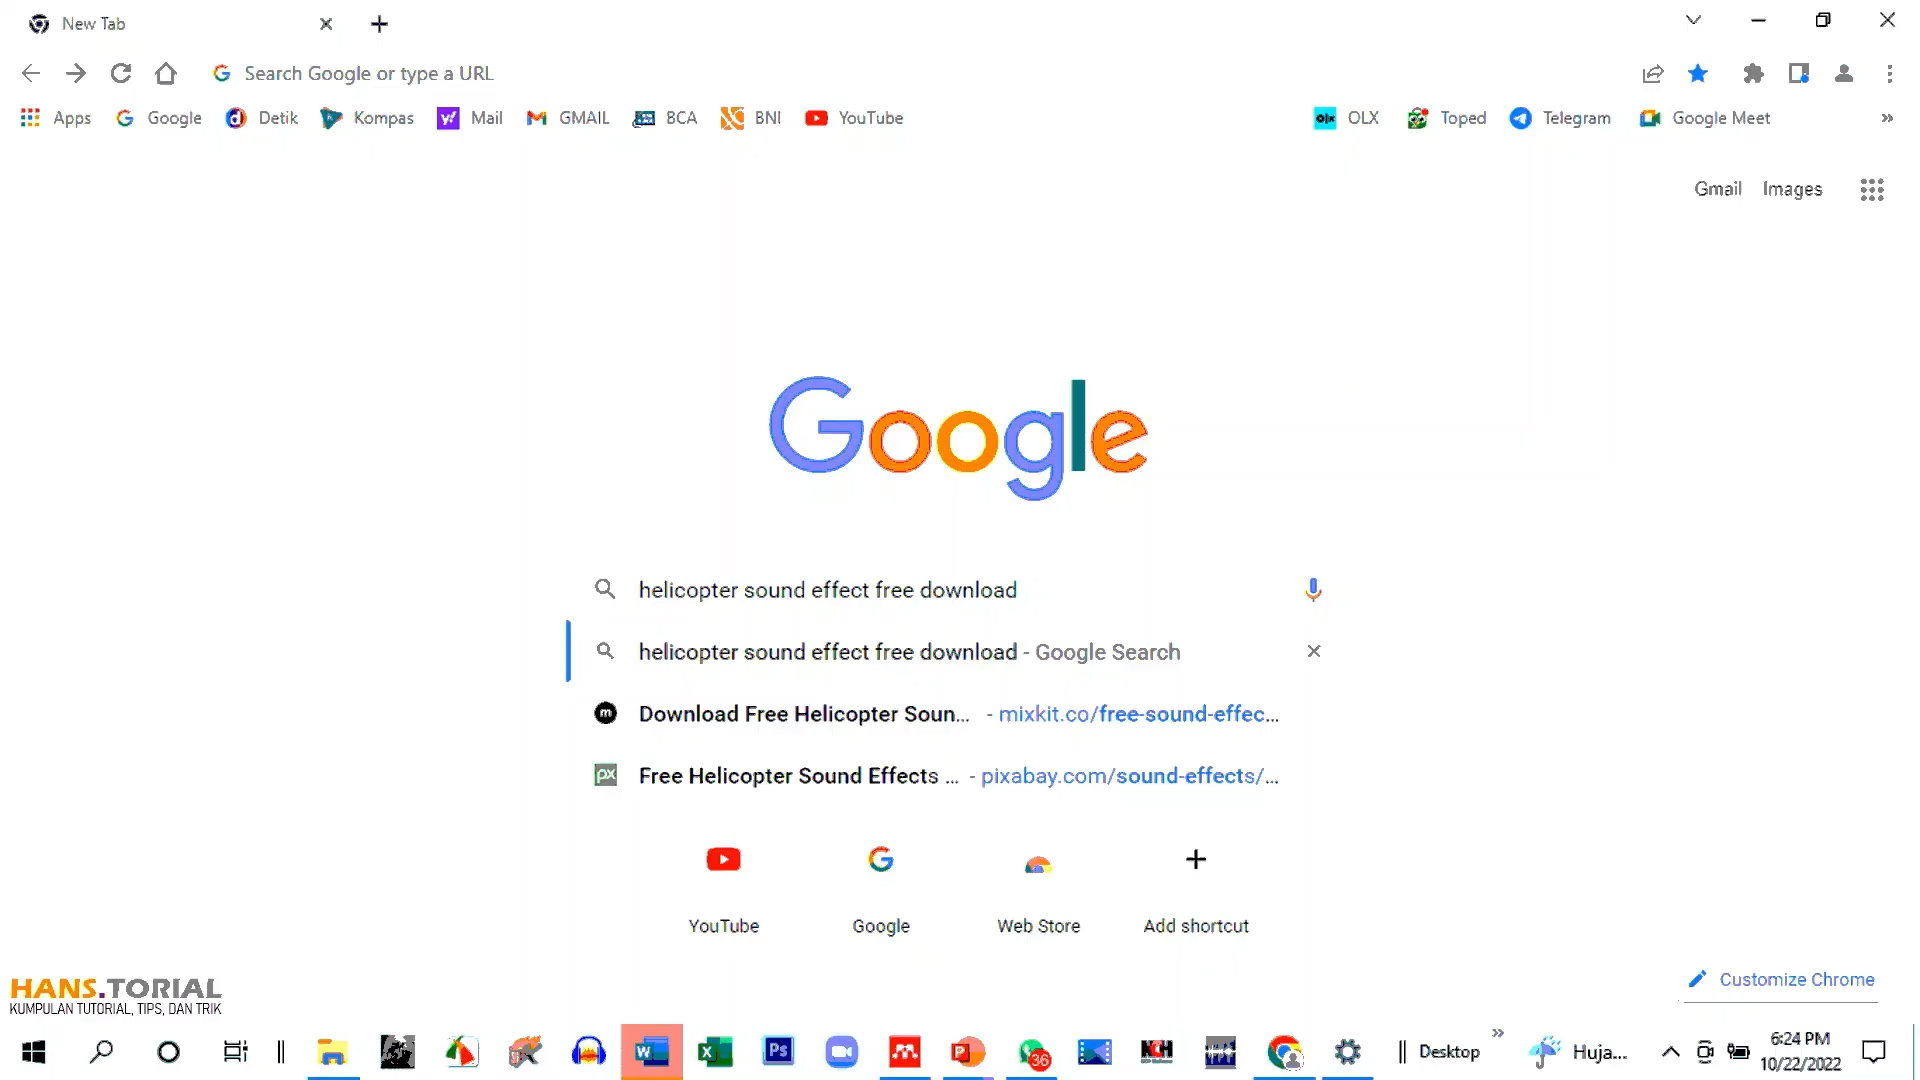 New Tab
Search Google or type a URL
Apps Google Detik Kompas Mail GMAIL BCA BNI YouTube OLX Toped Telegram Google Meet
Gmail Images
Google
helicopter sound effect free download
helicopter sound effect free download - Google Search
Download Free Helicopter Soun... - mixkit.co/free-sound-effec...
Free Helicopter Sound Effects ... - pixabay.com/sound-effects/...
YouTube Google Web Store Add shortcut
Customize Chrome
HANS.TORIAL
KUMPULAN TUTORIAL, TIPS, DAN TRIK
36 Desktop Huja... 6:24 PM
10/22/2022